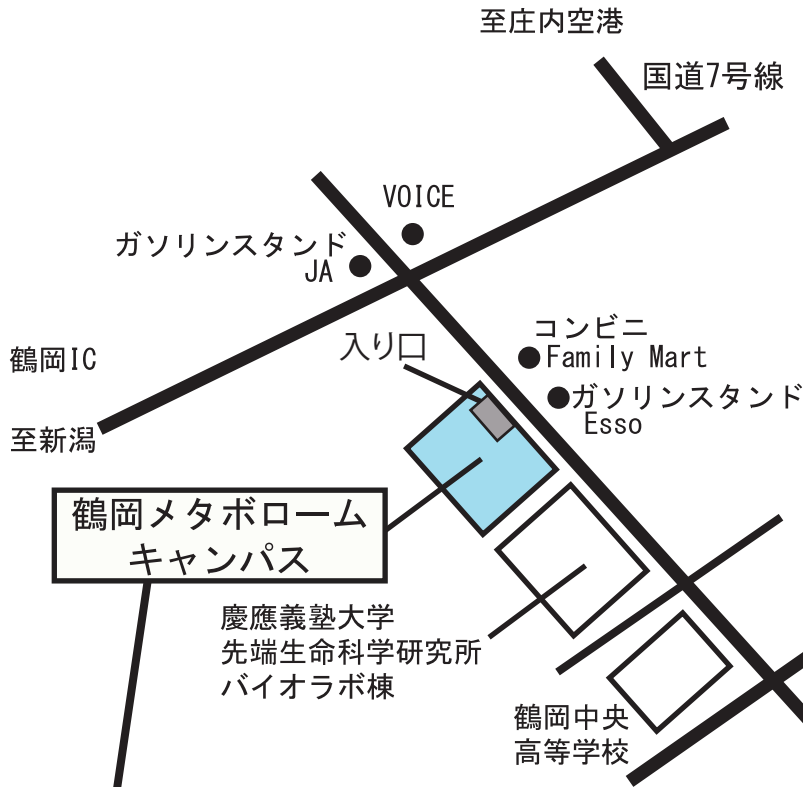 至庄内空港
国道7号線
VOICE
ガソリンスタンド
JA
入り口
コンビニ
Family Mart
鶴岡IC
ガソリンスタンド
Esso
至新潟
鶴岡メタボローム
キャンパス
慶應義塾大学
先端生命科学研究所
バイオラボ棟
鶴岡中央
高等学校